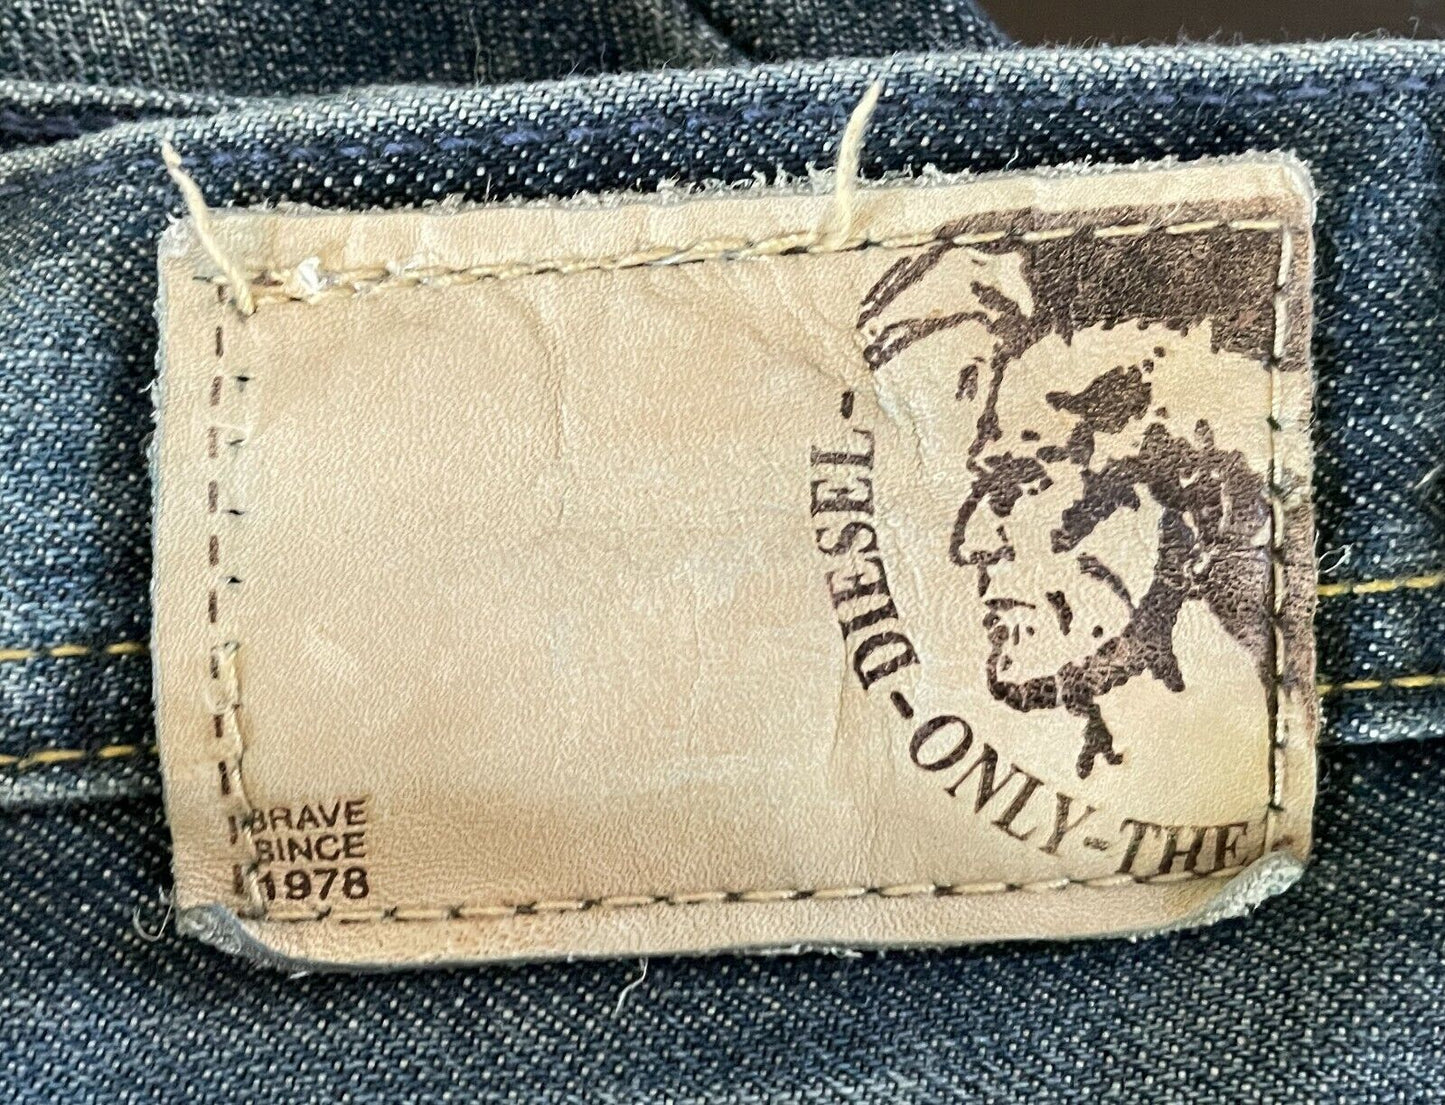 DIESEL-ONLY-THE
BRAVE
SINCE
1978